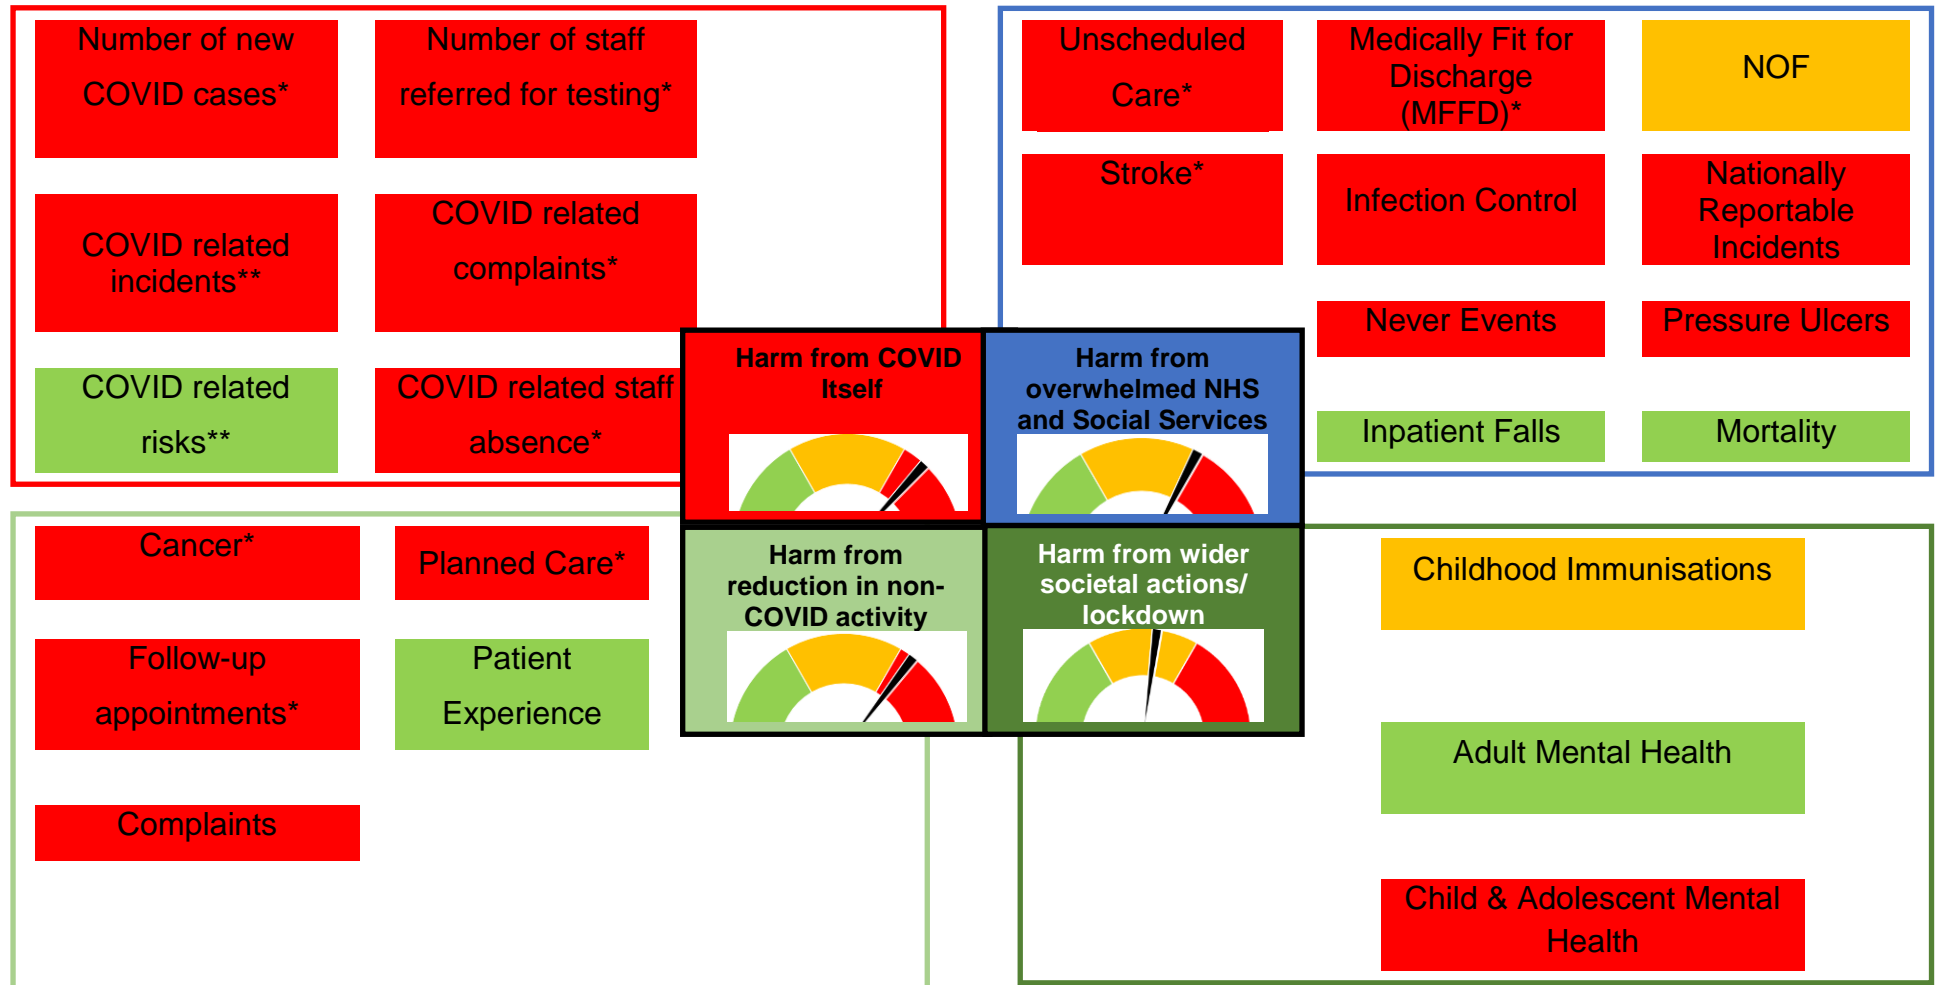 Number of new
COVID cases*
Number of staff
referred for testing*
COVID related
incidents**
COVID related
complaints*
COVID related
risks**
COVID related staff
absence*
Unscheduled
Care*
Medically Fit for
Discharge
(MFFD)*
NOF
Stroke*
Infection Control
Nationally
Reportable
Incidents
Never Events
Pressure Ulcers
Inpatient Falls
Mortality
Harm from COVID
Itself
Harm from
overwhelmed NHS
and Social Services
Harm from
reduction in non-
COVID activity
Harm from wider
societal actions/
lockdown
Cancer*
Planned Care*
Follow-up
appointments*
Patient
Experience
Complaints
Childhood Immunisations
Adult Mental Health
Child & Adolescent Mental
Health